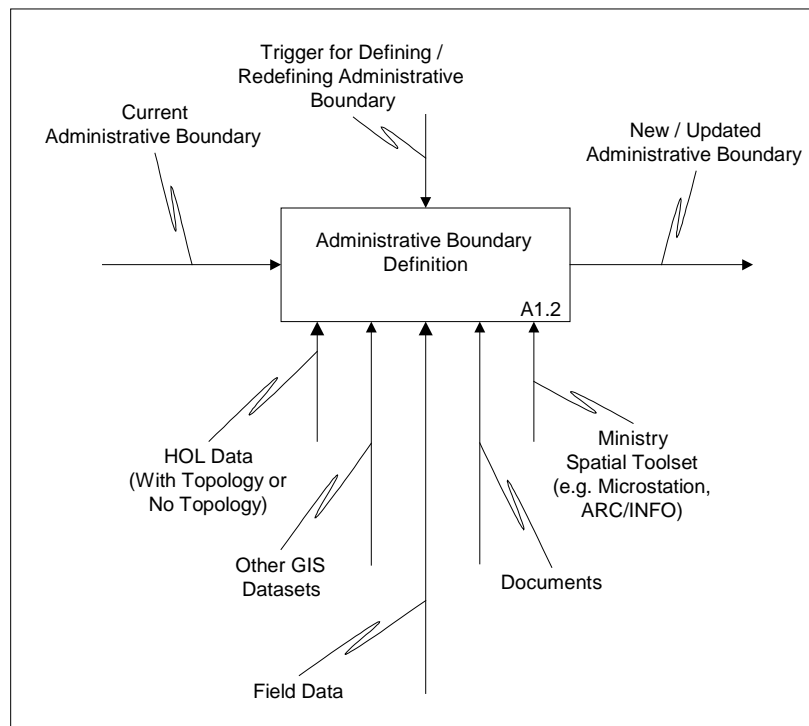 Trigger for Defining /
Redefining Administrative
Boundary
Current
Administrative Boundary
New / Updated
Administrative Boundary
Administrative Boundary
Definition
A1.2
HOL Data
(With Topology or
No Topology)
Ministry
Spatial Toolset
(e.g. Microstation,
ARC/INFO)
Other GIS
Datasets
Documents
Field Data